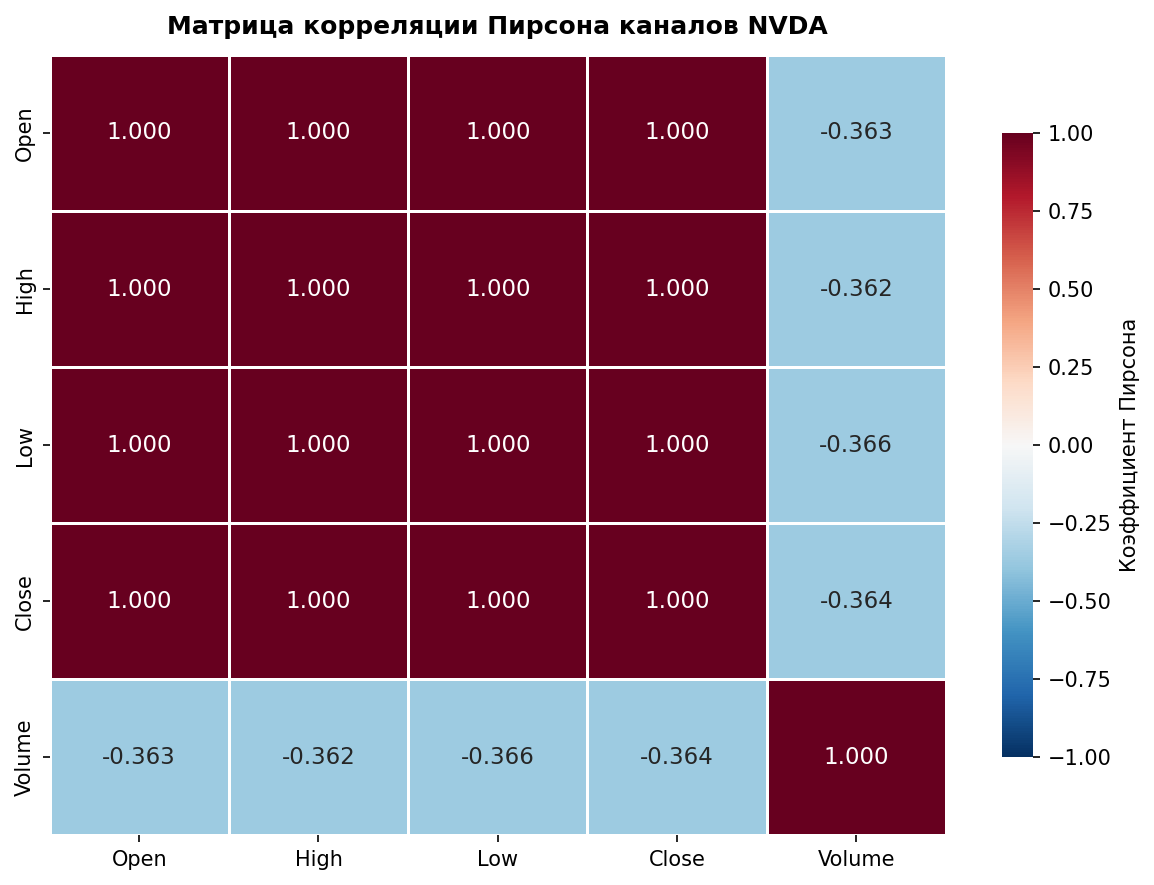 Матрица корреляции Пирсона каналов NVDA
Open 1.000 1.000 1.000 1.000 -0.363
High 1.000 1.000 1.000 1.000 -0.362
Low 1.000 1.000 1.000 1.000 -0.366
Close 1.000 1.000 1.000 1.000 -0.364
Volume -0.363 -0.362 -0.366 -0.364 1.000
Open High Low Close Volume
1.00
0.75
0.50
0.25
0.00
−0.25
−0.50
−0.75
−1.00
Коэффициент Пирсона